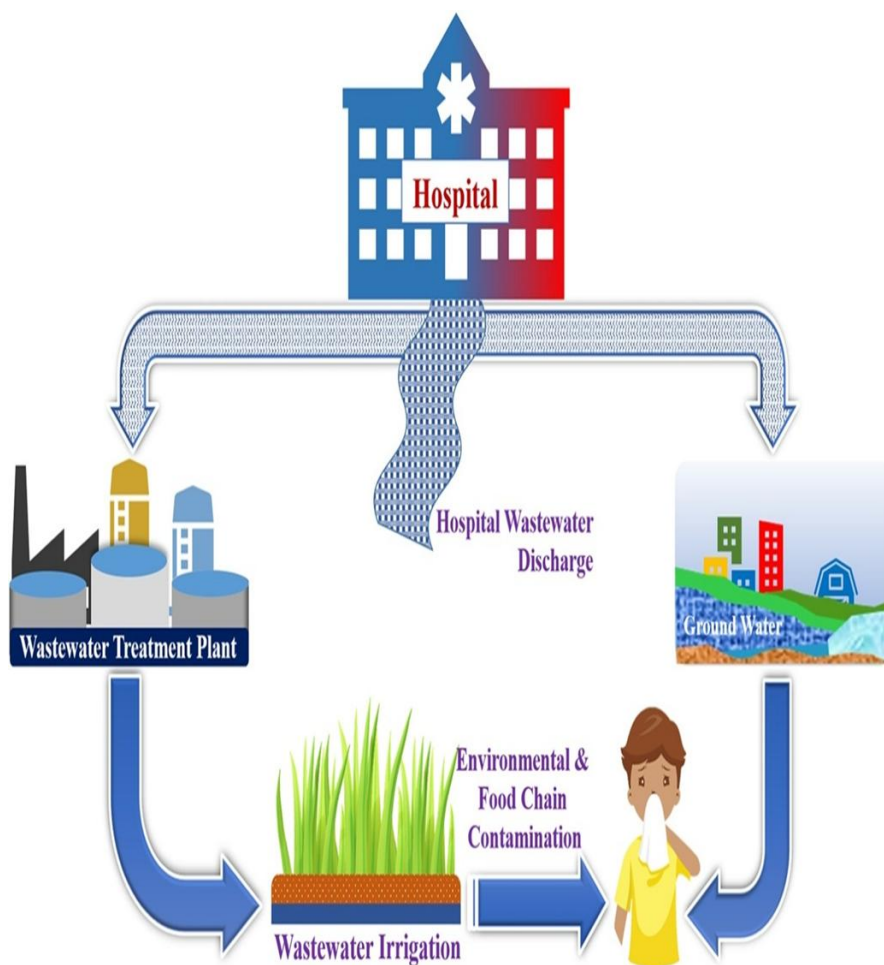 Hospital
Hospital Wastewater
Discharge
Wastewater Treatment Plant
Ground Water
Environmental &
Food Chain
Contamination
Wastewater Irrigation